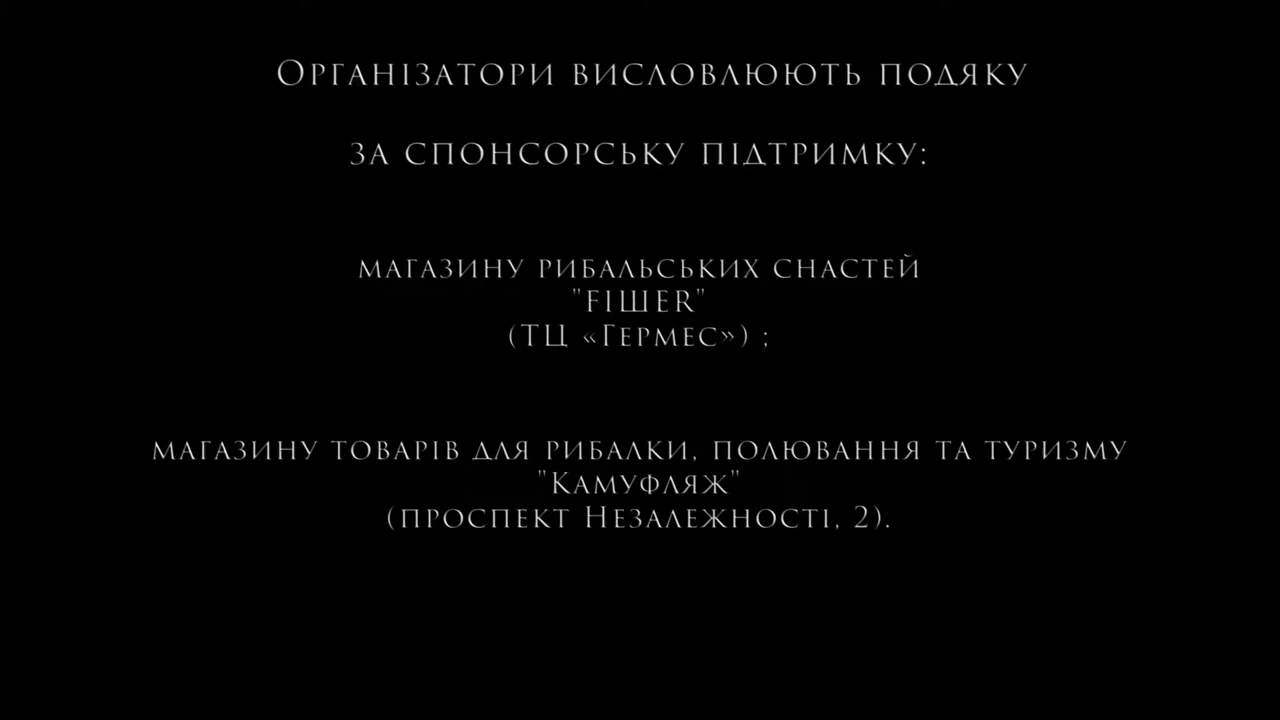 Організатори висловлюють подяку
за спонсорську підтримку:
магазину рибальських снастей
"FIШER"
(ТЦ «Гермес») ;
магазину товарів для рибалки, полювання та туризму
"Камуфляж"
(проспект Незалежності, 2).